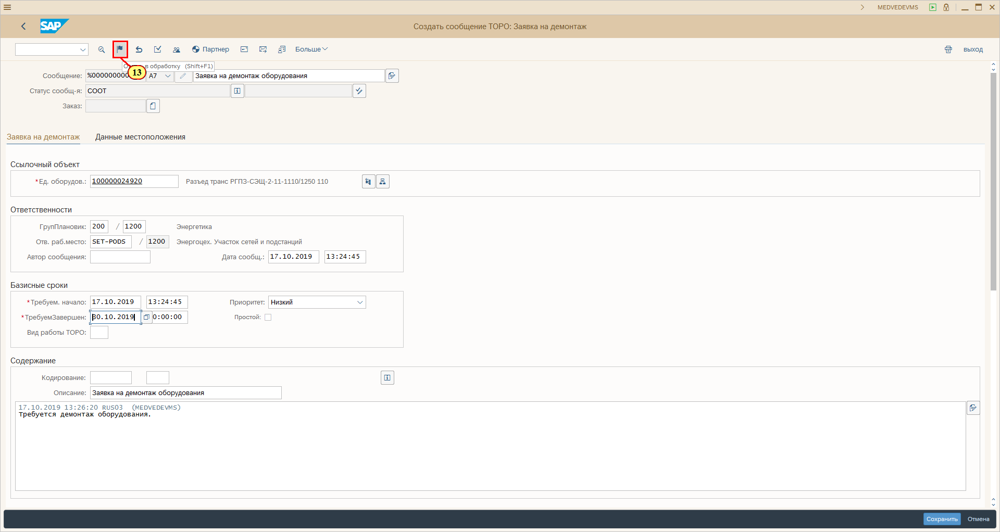 MEDVEDEVMS
SAP
Создать сообщение ТОРО: Заявка на демонтаж
Партнер
Больше
выход
в обработку (Shift+F1)
13
Сообщение: %000000000 A7 Заявка на демонтаж оборудования
Статус сообщ-я: СООТ
Заказ:
Заявка на демонтаж Данные местоположения
Ссылочный объект
*Ед. оборудов.: 100000024920 Разъед транс РГПЗ-СЭЩ-2-11-1110/1250 110
Ответственности
ГрупПлановик: 200 / 1200 Энергетика
Отв. раб.место: SET-PODS / 1200 Энергоцех. Участок сетей и подстанций
Автор сообщения: Дата сообщ.: 17.10.2019 13:24:45
Базисные сроки
*Требуем. начало: 17.10.2019 13:24:45 Приоритет: Низкий
*ТребуемЗавершен: 30.10.2019 0:00:00 Простой:
Вид работы ТОРО:
Содержание
Кодирование:
Описание: Заявка на демонтаж оборудования
17.10.2019 13:26:20 RUS03 (MEDVEDEVMS)
Требуется демонтаж оборудования.
Сохранить Отмена